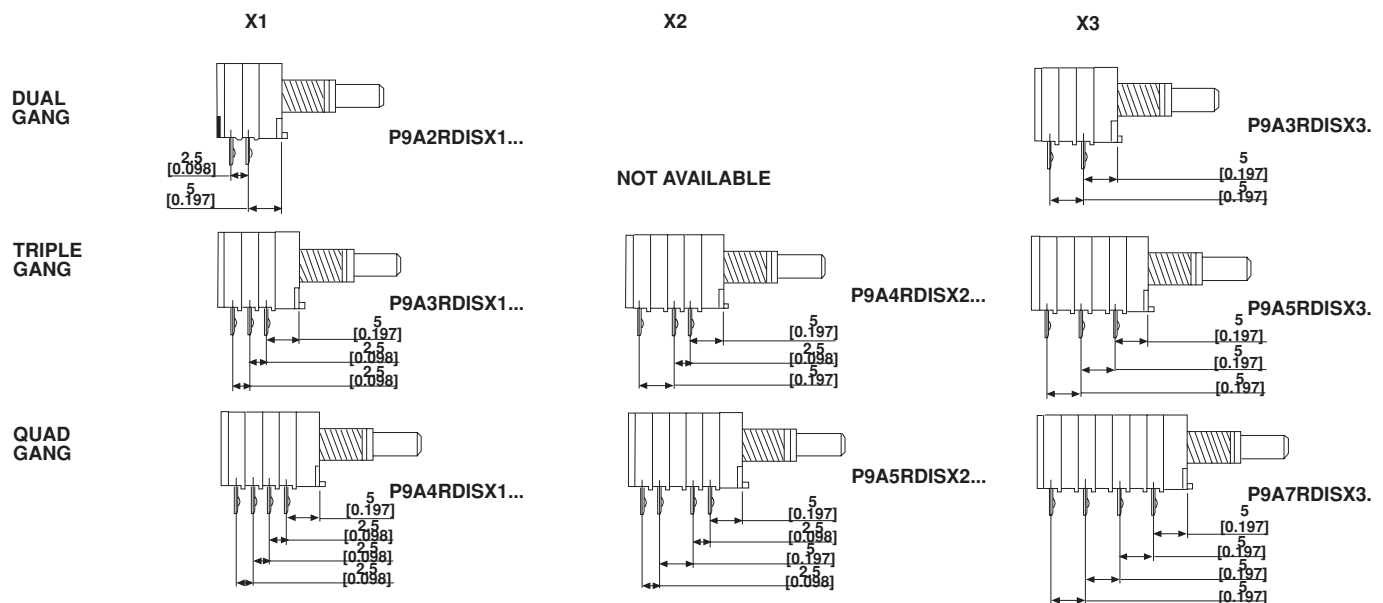 X1
X2
X3
DUAL
GANG
P9A2RDISX1...
2.5
[0.098]
5
[0.197]
NOT AVAILABLE
P9A3RDISX3.
5
[0.197]
5
[0.197]
TRIPLE
GANG
P9A3RDISX1...
5
[0.197]
2.5
[0.098]
2.5
[0.098]
P9A4RDISX2...
5
[0.197]
2.5
[0.098]
5
[0.197]
P9A5RDISX3.
5
[0.197]
5
[0.197]
5
[0.197]
QUAD
GANG
P9A4RDISX1...
5
[0.197]
2.5
[0.098]
2.5
[0.098]
2.5
[0.098]
P9A5RDISX2...
5
[0.197]
2.5
[0.098]
5
[0.197]
2.5
[0.098]
P9A7RDISX3.
5
[0.197]
5
[0.197]
5
[0.197]
5
[0.197]